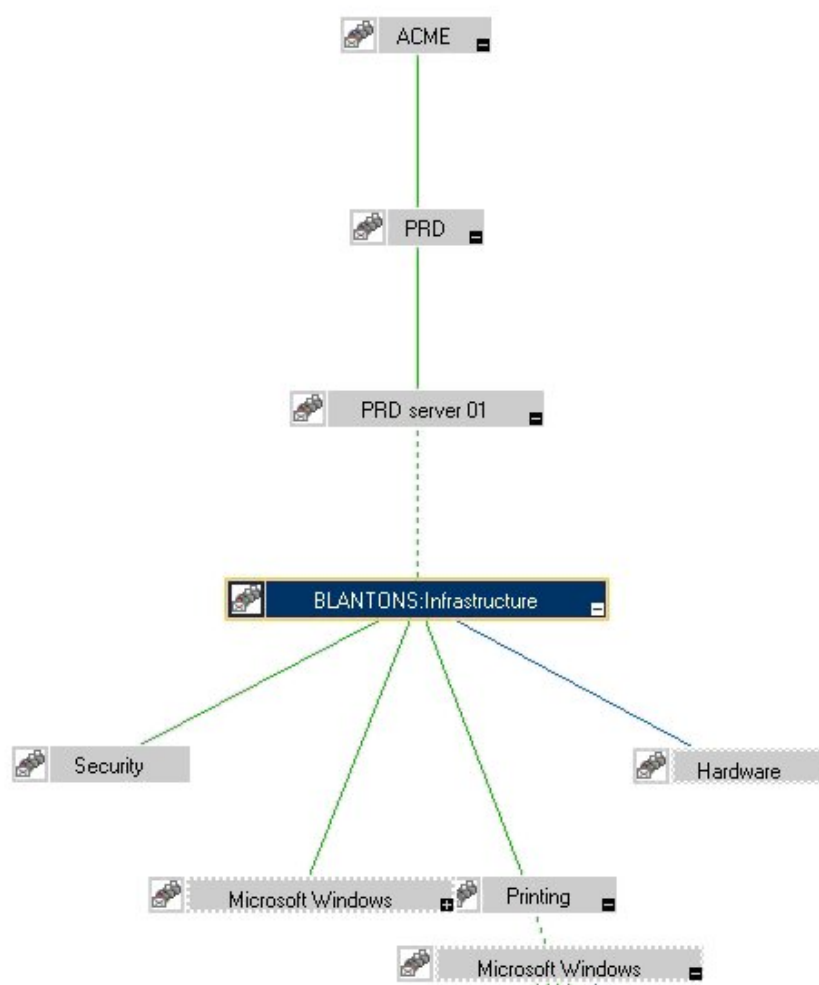 ACME
PRD
PRD server 01
BLANTONS:Infrastructure
Security
Hardware
Microsoft Windows
Printing
Microsoft Windows